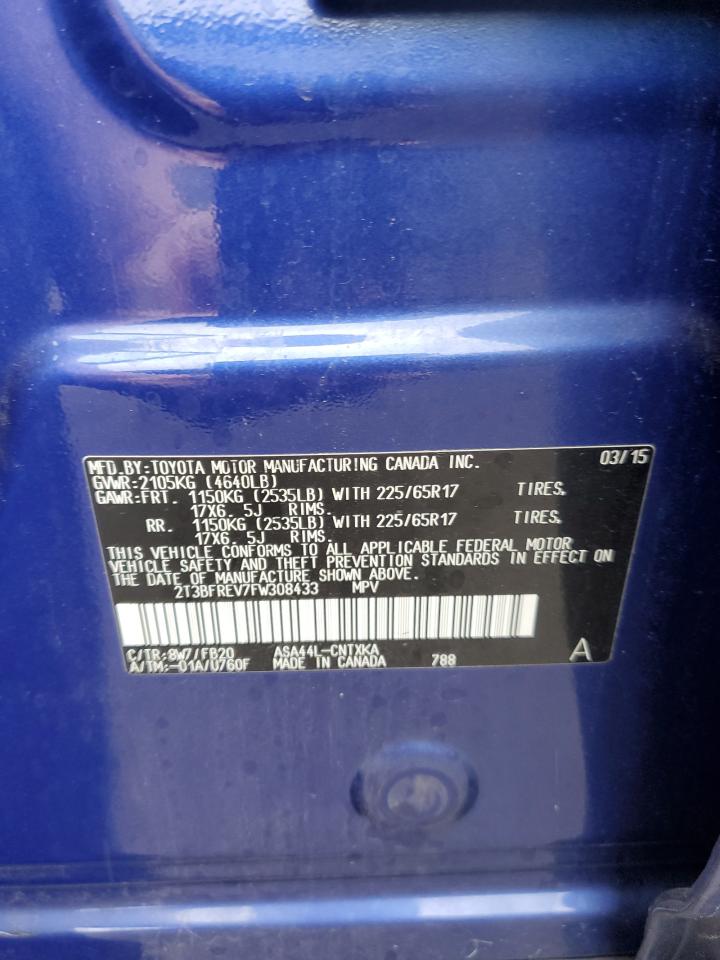 MFD.BY:TOYOTA MOTOR MANUFACTURING CANADA INC. 03/15
GVWR:2105KG (4640LB)
GAWR:FRT. 1150KG (2535LB) WITH 225/65R17 TIRES,
17X6. 5J RIMS.
RR. 1150KG (2535LB) WITH 225/65R17 TIRES,
17X6. 5J RIMS.
THIS VEHICLE CONFORMS TO ALL APPLICABLE FEDERAL MOTOR
VEHICLE SAFETY AND THEFT PREVENTION STANDARDS IN EFFECT ON
THE DATE OF MANUFACTURE SHOWN ABOVE.
2T3BFREV7FW308433 MPV
C/TR:8W7/FB20 ASA44L-CNTXKA
A/TM:-01A/U760F MADE IN CANADA 788 A